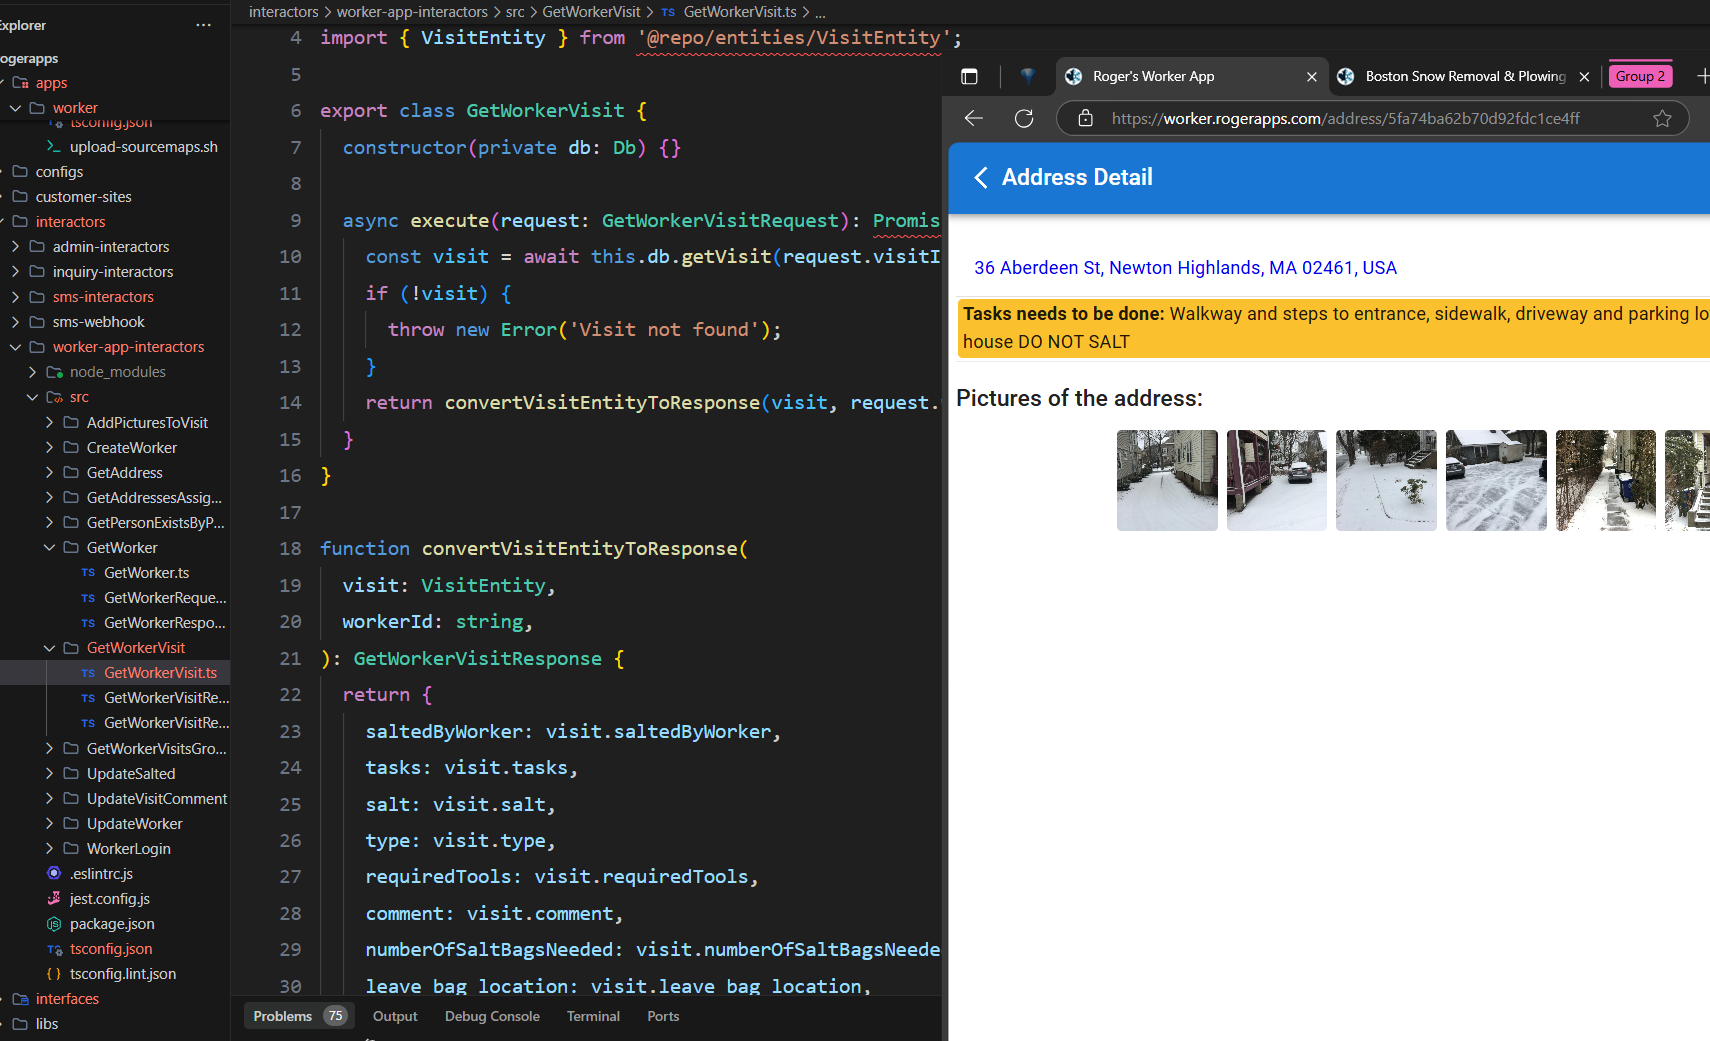 Explorer
...
rogerapps
apps
worker
tsconfig.json
upload-sourcemaps.sh
configs
customer-sites
interactors
admin-interactors
inquiry-interactors
sms-interactors
sms-webhook
worker-app-interactors
node_modules
src
AddPicturesToVisit
CreateWorker
GetAddress
GetAddressesAssig...
GetPersonExistsByP...
GetWorker
TS GetWorker.ts
TS GetWorkerReque...
TS GetWorkerRespo...
GetWorkerVisit
TS GetWorkerVisit.ts
TS GetWorkerVisitRe...
TS GetWorkerVisitRe...
GetWorkerVisitsGro...
UpdateSalted
UpdateVisitComment
UpdateWorker
WorkerLogin
.eslintrc.js
jest.config.js
package.json
tsconfig.json
{ } tsconfig.lint.json
interfaces
libs
interactors > worker-app-interactors > src > GetWorkerVisit > TS GetWorkerVisit.ts > ...
4 import { VisitEntity } from '@repo/entities/VisitEntity';
5
6 export class GetWorkerVisit {
7 constructor(private db: Db) {}
8
9 async execute(request: GetWorkerVisitRequest): Promis
10 const visit = await this.db.getVisit(request.visitI
11 if (!visit) {
12 throw new Error('Visit not found');
13 }
14 return convertVisitEntityToResponse(visit, request.
15 }
16 }
17
18 function convertVisitEntityToResponse(
19 visit: VisitEntity,
20 workerId: string,
21 ): GetWorkerVisitResponse {
22 return {
23 saltedByWorker: visit.saltedByWorker,
24 tasks: visit.tasks,
25 salt: visit.salt,
26 type: visit.type,
27 requiredTools: visit.requiredTools,
28 comment: visit.comment,
29 numberOfSaltBagsNeeded: visit.numberOfSaltBagsNeede
30 leave_bag_location: visit.leave_bag_location,
Problems 75 Output Debug Console Terminal Ports
Roger's Worker App
Boston Snow Removal & Plowing
Group 2
https://worker.rogerapps.com/address/5fa74ba62b70d92fdc1ce4ff
Address Detail
36 Aberdeen St, Newton Highlands, MA 02461, USA
Tasks needs to be done: Walkway and steps to entrance, sidewalk, driveway and parking lo
house DO NOT SALT
Pictures of the address: